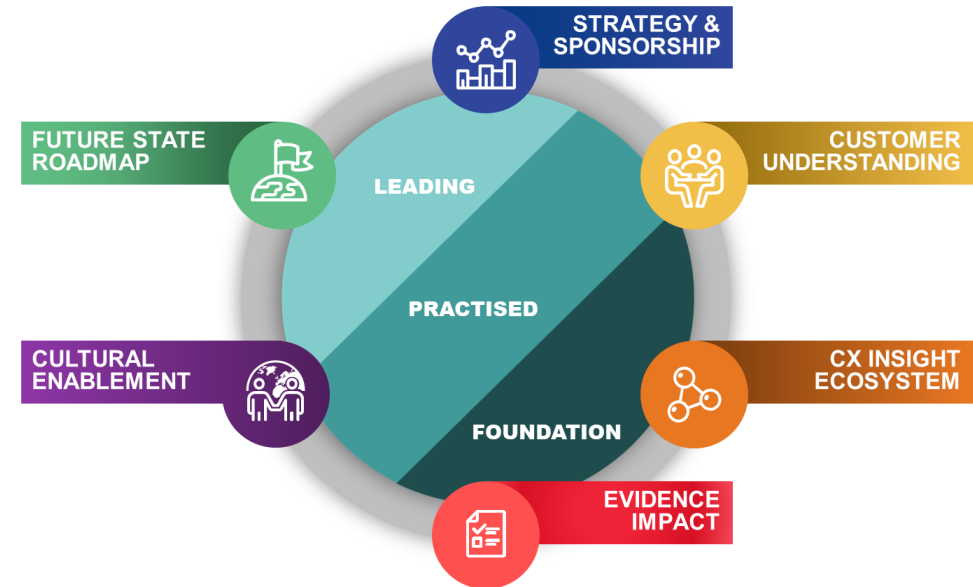 STRATEGY &
SPONSORSHIP
FUTURE STATE
ROADMAP
CUSTOMER
UNDERSTANDING
LEADING
PRACTISED
CULTURAL
ENABLEMENT
CX INSIGHT
ECOSYSTEM
FOUNDATION
EVIDENCE
IMPACT